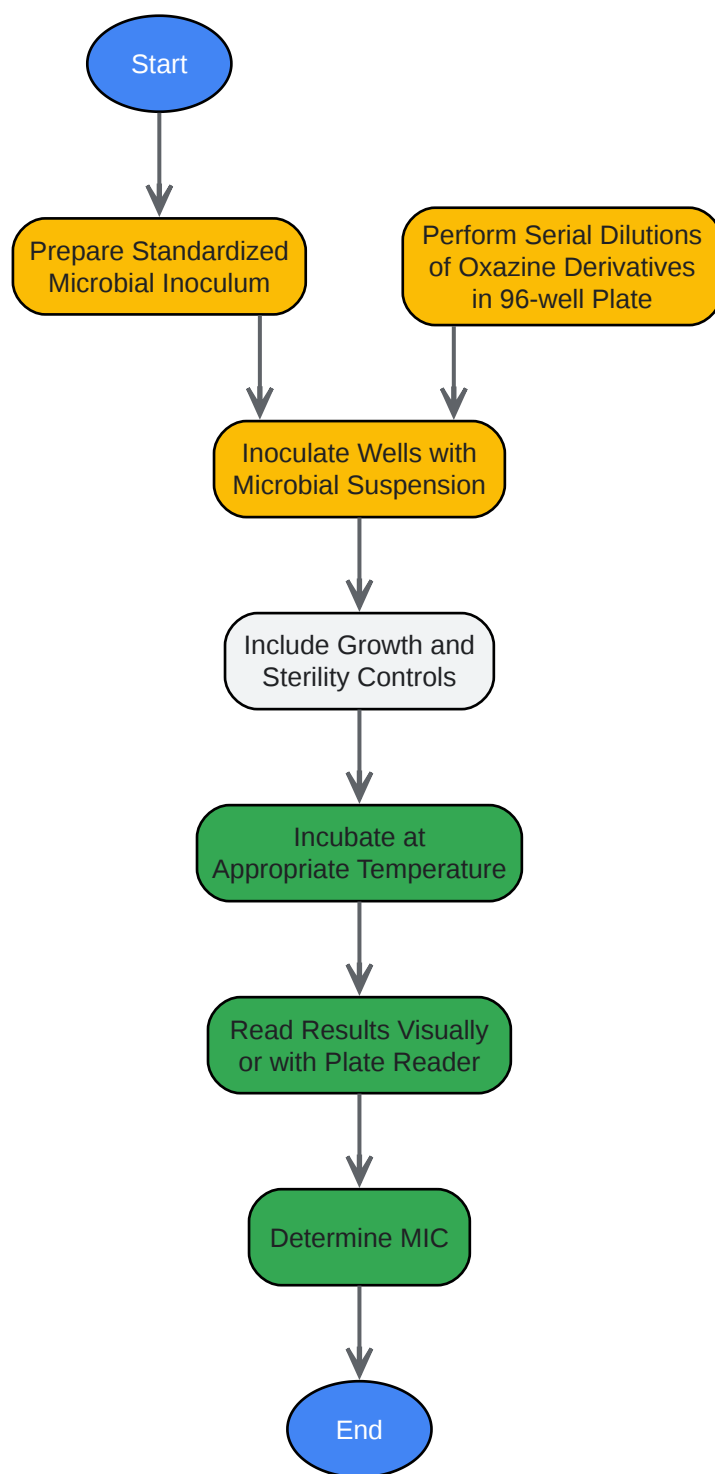 Start
Prepare Standardized
Microbial Inoculum
Perform Serial Dilutions
of Oxazine Derivatives
in 96-well Plate
Inoculate Wells with
Microbial Suspension
Include Growth and
Sterility Controls
Incubate at
Appropriate Temperature
Read Results Visually
or with Plate Reader
Determine MIC
End